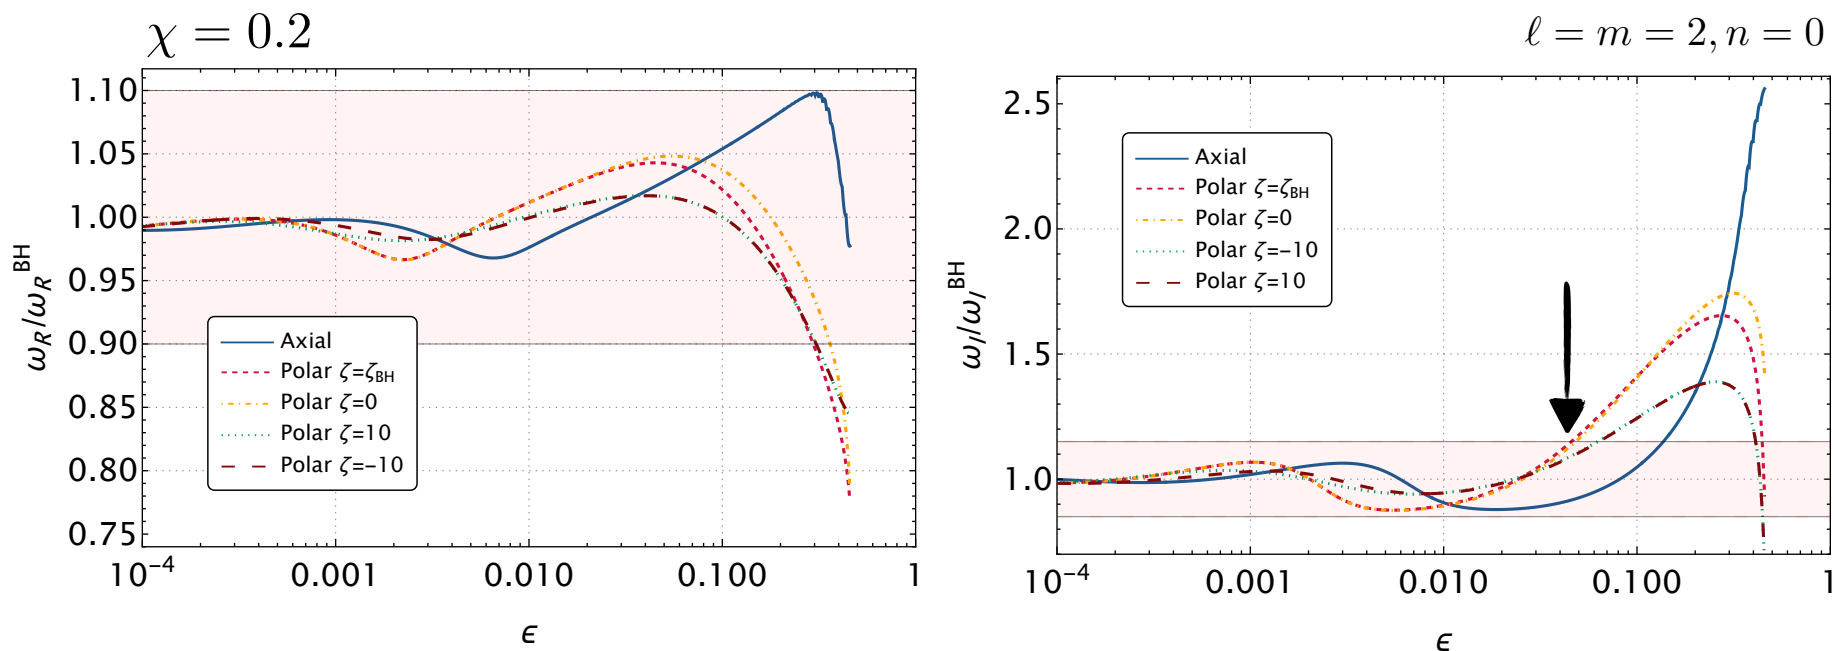 χ = 0.2
ℓ = m = 2, n = 0
1.10
1.05
1.00
0.95
0.90
0.85
0.80
0.75
ω_R/ω_R^BH
Axial
Polar ζ=ζ_BH
Polar ζ=0
Polar ζ=10
Polar ζ=-10
10⁻⁴
0.001
0.010
0.100
1
ϵ
2.5
2.0
1.5
1.0
ω_I/ω_I^BH
Axial
Polar ζ=ζ_BH
Polar ζ=0
Polar ζ=-10
Polar ζ=10
10⁻⁴
0.001
0.010
0.100
1
ϵ